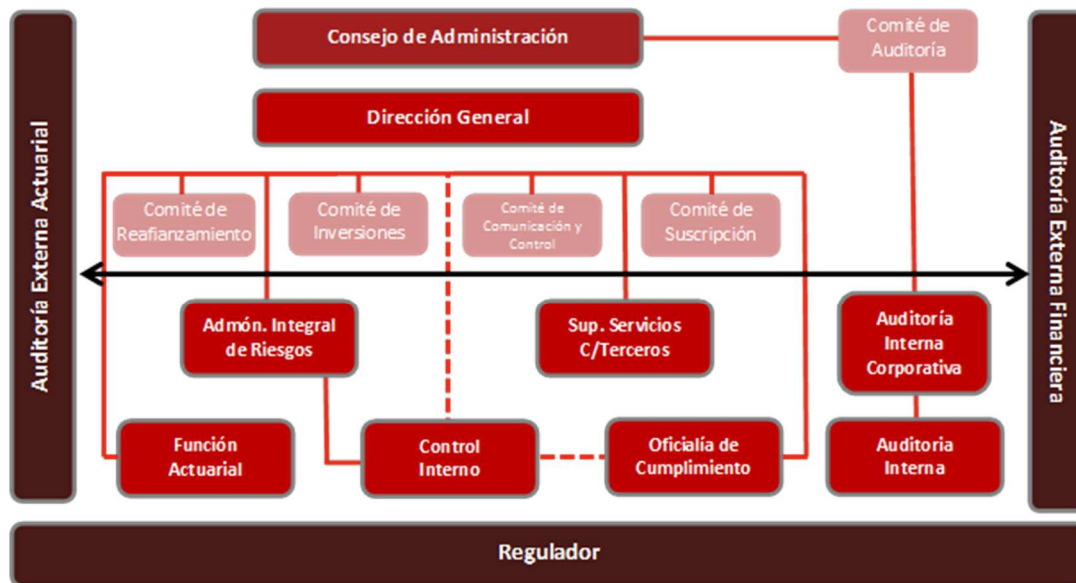 Consejo de Administración
Comité de
Auditoría
Dirección General
Auditoría Externa Actuarial
Auditoría Externa Financiera
Comité de
Reafianzamiento
Comité de
Inversiones
Comité de
Comunicación y
Control
Comité de
Suscripción
Admón. Integral
de Riesgos
Sup. Servicios
C/Terceros
Auditoría
Interna
Corporativa
Función
Actuarial
Control
Interno
Oficialía de
Cumplimiento
Auditoria
Interna
Regulador